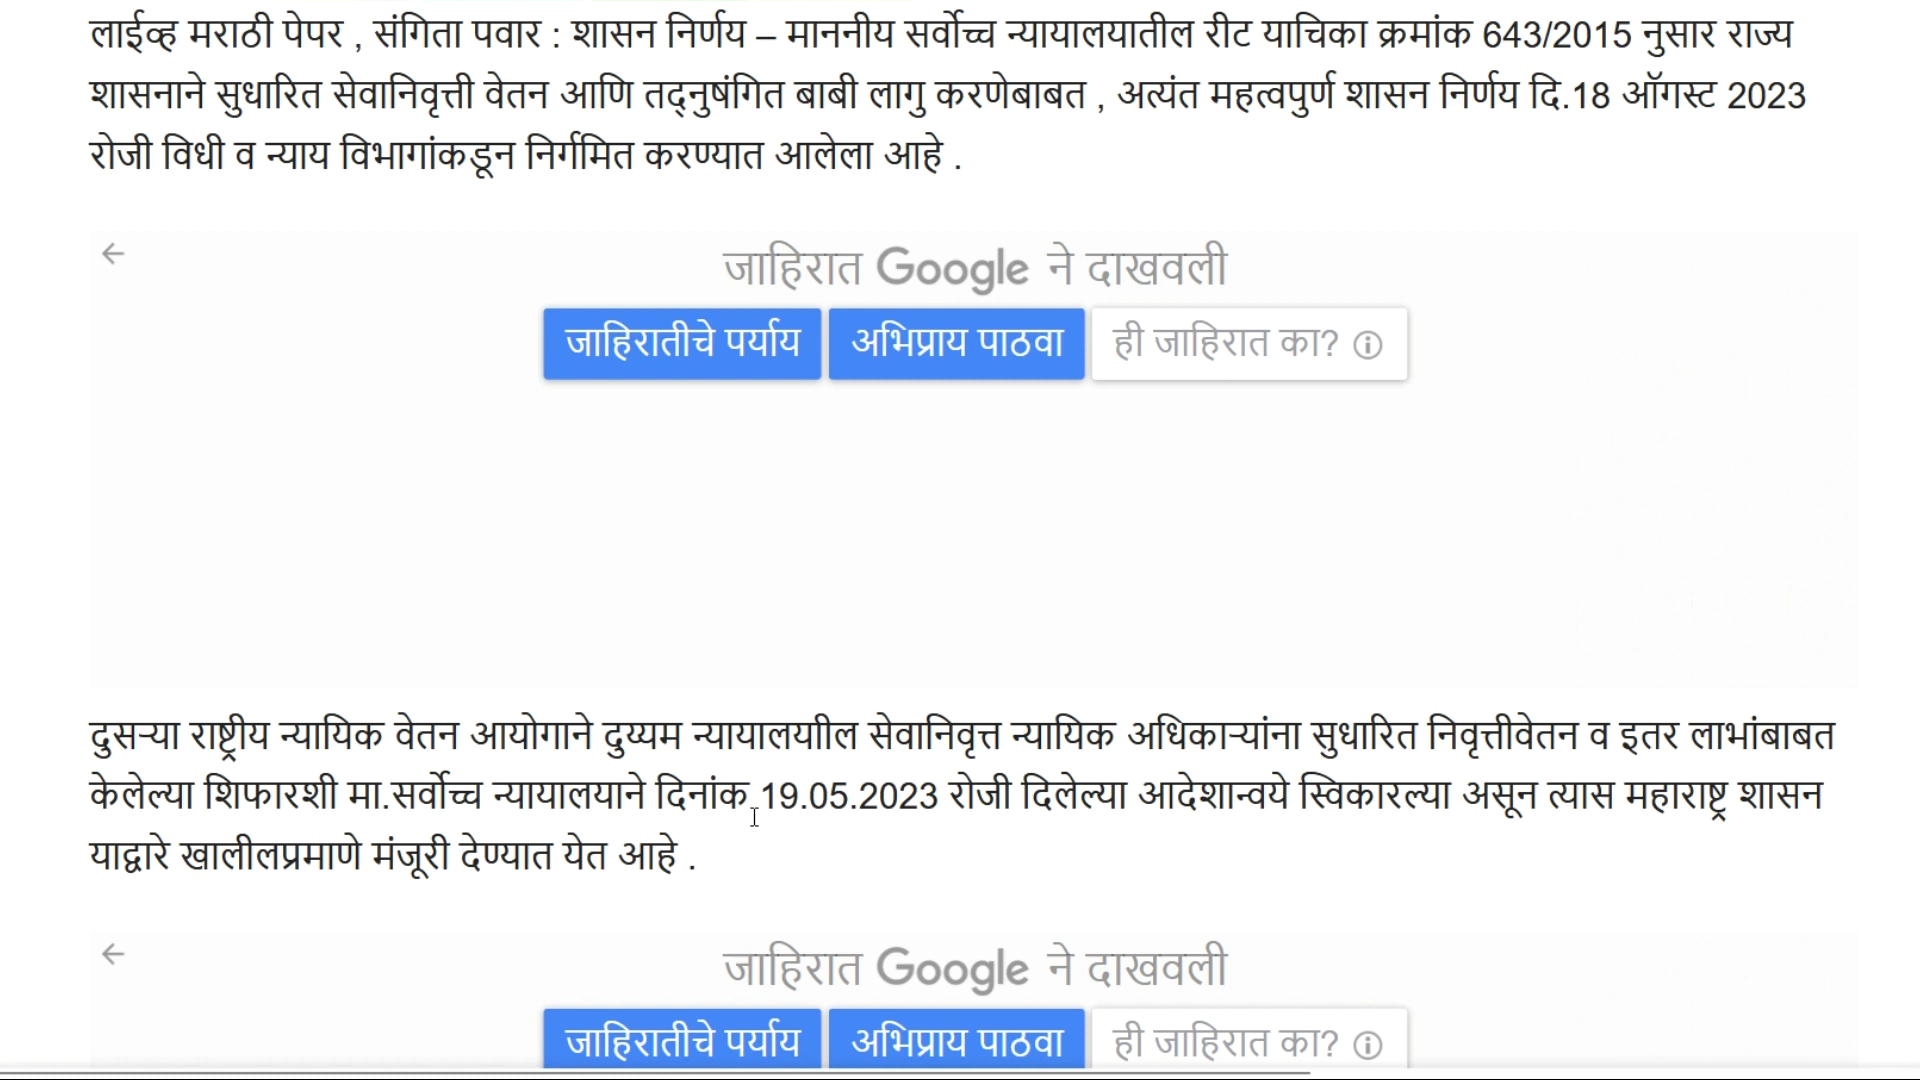 लाईव्ह मराठी पेपर , संगिता पवार : शासन निर्णय – माननीय सर्वोच्च न्यायालयातील रीट याचिका क्रमांक 643/2015 नुसार राज्य
शासनाने सुधारित सेवानिवृत्ती वेतन आणि तद्नुषंगित बाबी लागु करणेबाबत , अत्यंत महत्वपुर्ण शासन निर्णय दि.18 ऑगस्ट 2023
रोजी विधी व न्याय विभागांकडून निर्गमित करण्यात आलेला आहे .
जाहिरात Google ने दाखवली
जाहिरातीचे पर्याय अभिप्राय पाठवा ही जाहिरात का?
दुसऱ्या राष्ट्रीय न्यायिक वेतन आयोगाने दुय्यम न्यायालयाील सेवानिवृत्त न्यायिक अधिकाऱ्यांना सुधारित निवृत्तीवेतन व इतर लाभांबाबत
केलेल्या शिफारशी मा.सर्वोच्च न्यायालयाने दिनांक 19.05.2023 रोजी दिलेल्या आदेशान्वये स्विकारल्या असून त्यास महाराष्ट्र शासन
याद्वारे खालीलप्रमाणे मंजूरी देण्यात येत आहे .
जाहिरात Google ने दाखवली
जाहिरातीचे पर्याय अभिप्राय पाठवा ही जाहिरात का?